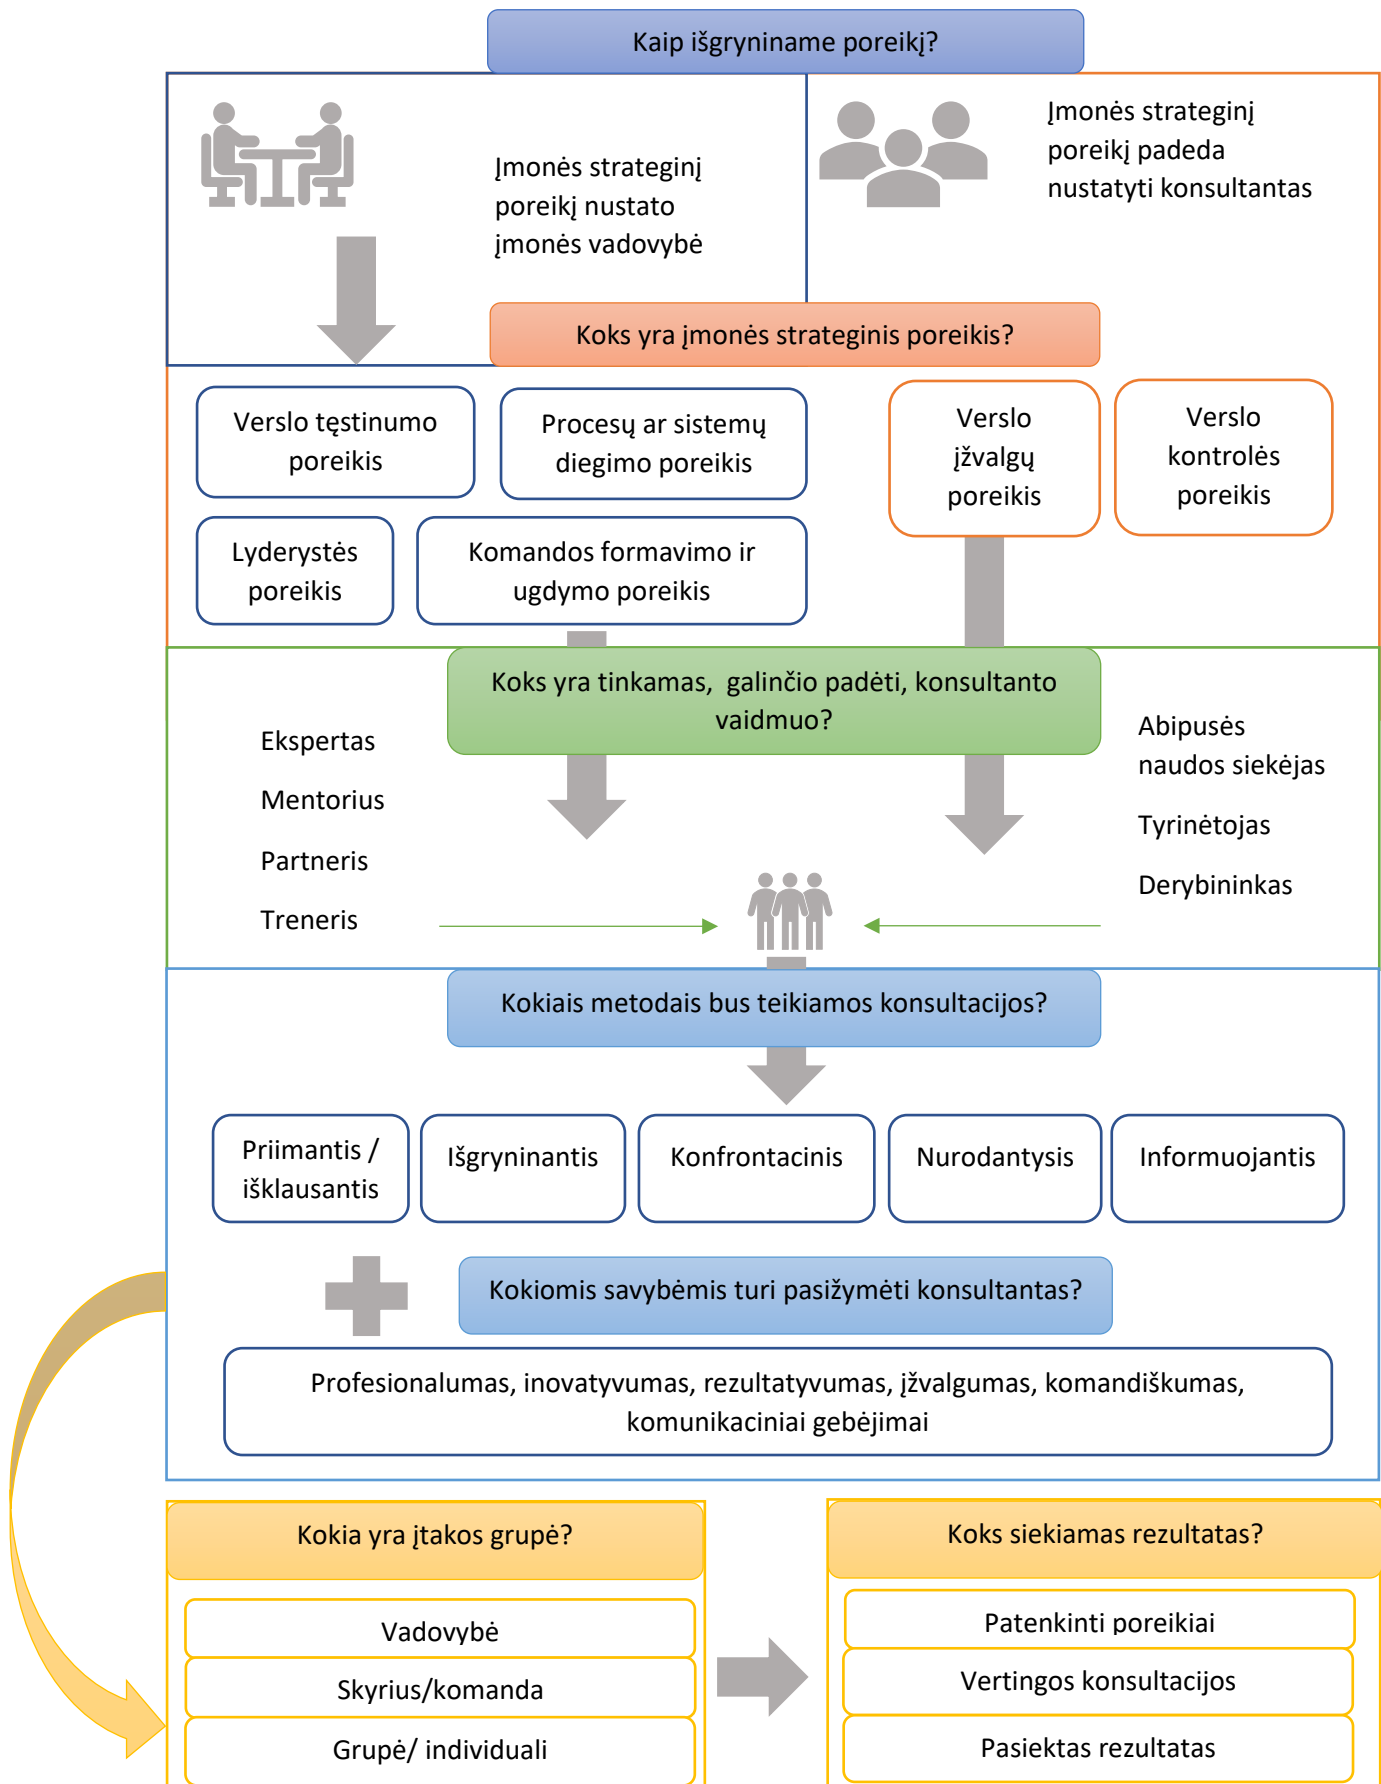 Kaip išgryniname poreikį?
Įmonės strateginį
poreikį nustato
įmonės vadovybė
Įmonės strateginį
poreikį padeda
nustatyti konsultantas
Koks yra įmonės strateginis poreikis?
Verslo tęstinumo
poreikis
Procesų ar sistemų
diegimo poreikis
Verslo
įžvalgų
poreikis
Verslo
kontrolės
poreikis
Lyderystės
poreikis
Komandos formavimo ir
ugdymo poreikis
Koks yra tinkamas, galinčio padėti, konsultanto
vaidmuo?
Ekspertas
Mentorius
Partneris
Treneris
Abipusės
naudos siekėjas
Tyrinėtojas
Derybininkas
Kokiais metodais bus teikiamos konsultacijos?
Priimantis /
išklausantis
Išgryninantis
Konfrontacinis
Nurodantysis
Informuojantis
Kokiomis savybėmis turi pasižymėti konsultantas?
Profesionalumas, inovatyvumas, rezultatyvumas, įžvalgumas, komandiškumas,
komunikaciniai gebėjimai
Kokia yra įtakos grupė?
Vadovybė
Skyrius/komanda
Grupė/ individuali
Koks siekiamas rezultatas?
Patenkinti poreikiai
Vertingos konsultacijos
Pasiektas rezultatas